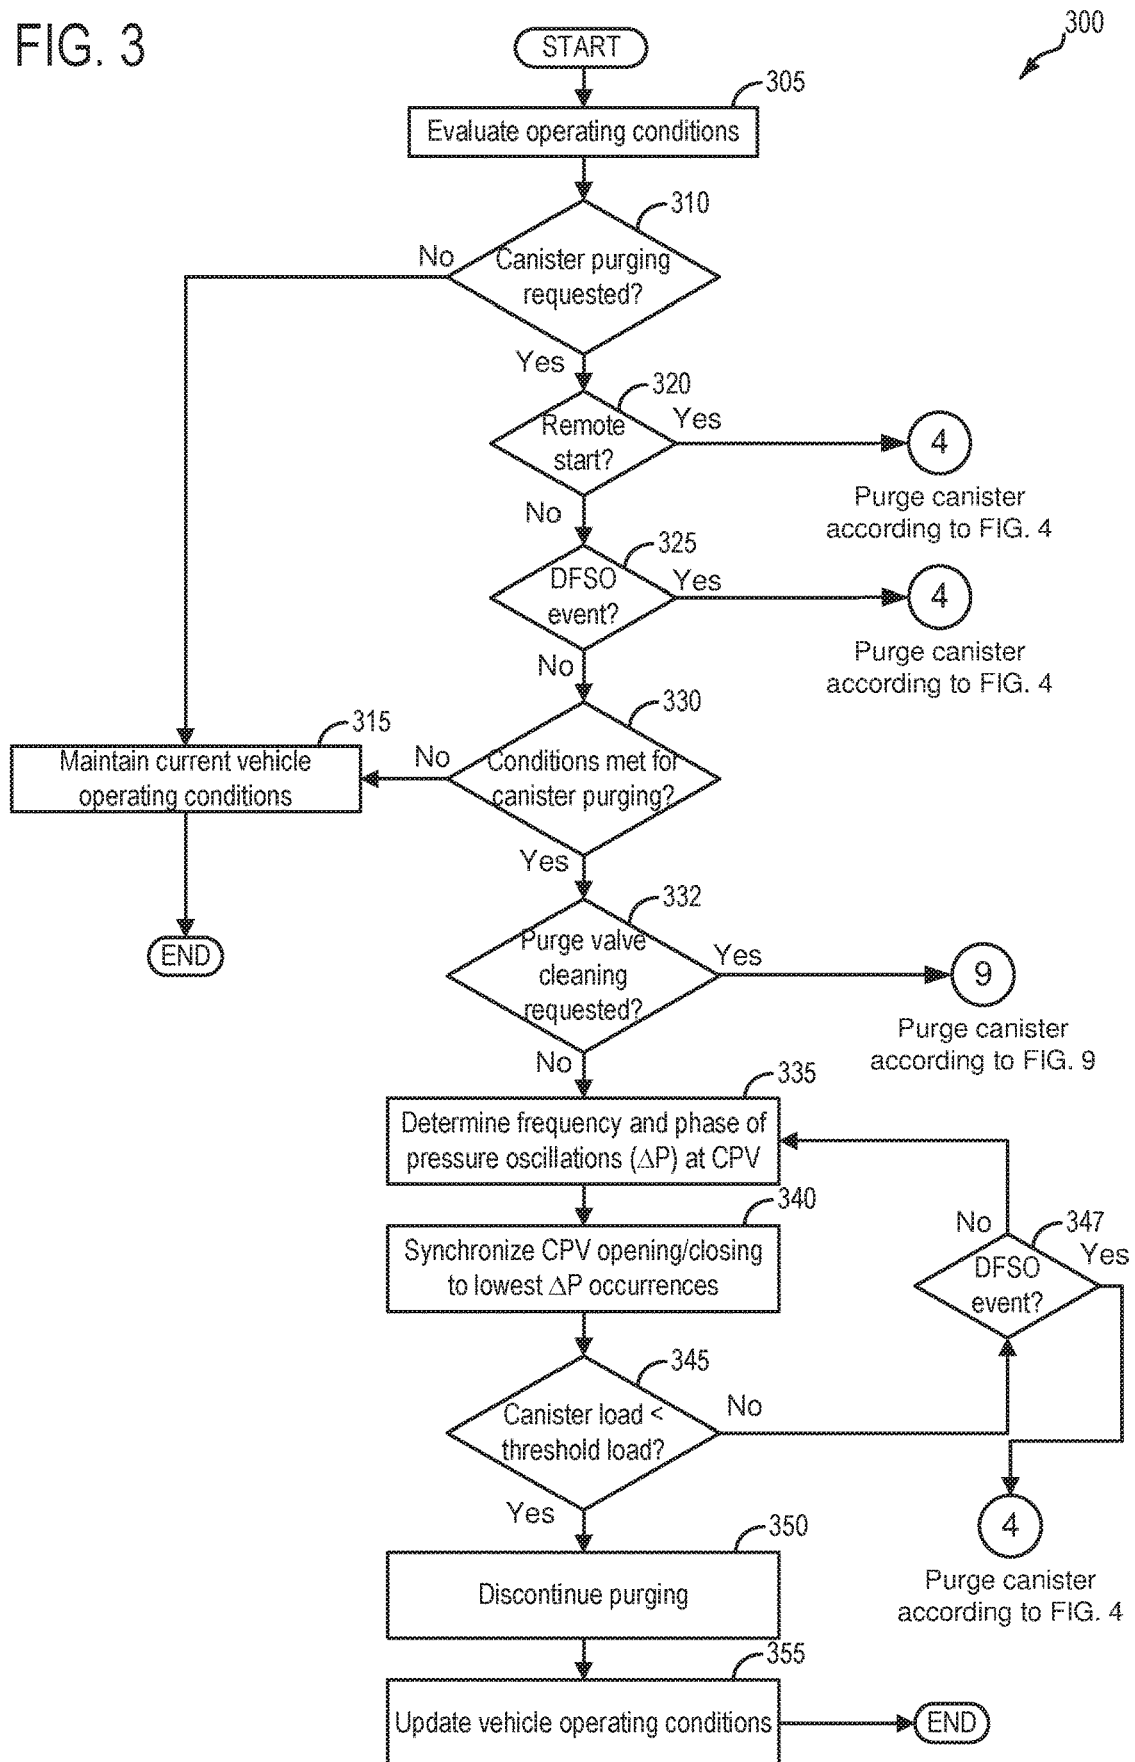 FIG. 3
START
300
305
Evaluate operating conditions
310
No
Canister purging
requested?
Yes
320
Remote
start?
Yes
4
Purge canister
according to FIG. 4
No
325
DFSO
event?
Yes
4
Purge canister
according to FIG. 4
No
330
315
Maintain current vehicle
operating conditions
No
Conditions met for
canister purging?
Yes
END
332
Purge valve
cleaning
requested?
Yes
9
Purge canister
according to FIG. 9
No
335
Determine frequency and phase of
pressure oscillations (ΔP) at CPV
340
Synchronize CPV opening/closing
to lowest ΔP occurrences
No
347
Yes
DFSO
event?
345
Canister load <
threshold load?
No
Yes
4
Purge canister
according to FIG. 4
350
Discontinue purging
355
Update vehicle operating conditions
END